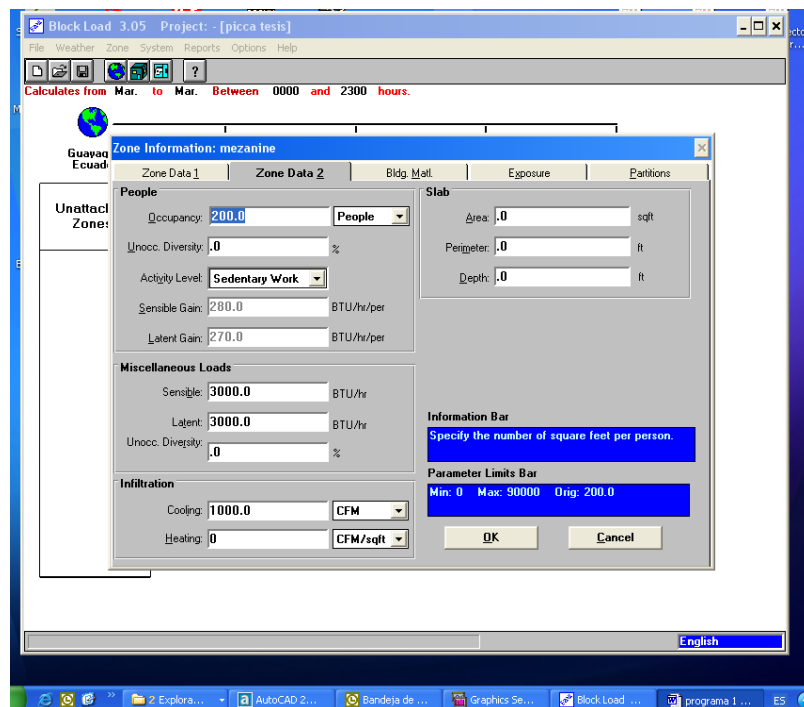 Block Load 3.05 Project: - [picca tesis]
File Weather Zone System Reports Options Help
?
Calculates from Mar. to Mar. Between 0000 and 2300 hours.
Guayaq
Ecuad
Unattacl
Zone
Zone Information: mezanine
Zone Data 1 Zone Data 2 Bldg. Matl. Exposure Partitions
People
Occupancy: 200.0 People
Unocc. Diversity: .0 %
Activity Level: Sedentary Work
Sensible Gain: 280.0 BTU/hr/per
Latent Gain: 270.0 BTU/hr/per
Slab
Area: .0 sqft
Perimeter: .0 ft
Depth: .0 ft
Miscellaneous Loads
Sensible: 3000.0 BTU/hr
Latent: 3000.0 BTU/hr
Unocc. Diversity: .0 %
Infiltration
Cooling: 1000.0 CFM
Heating: 0 CFM/sqft
Information Bar
Specify the number of square feet per person.
Parameter Limits Bar
Min: 0 Max: 90000 Orig: 200.0
OK Cancel
English
2 Explora... AutoCAD 2... Bandeja de ... Graphics Se... Block Load ... programa 1 ... ES